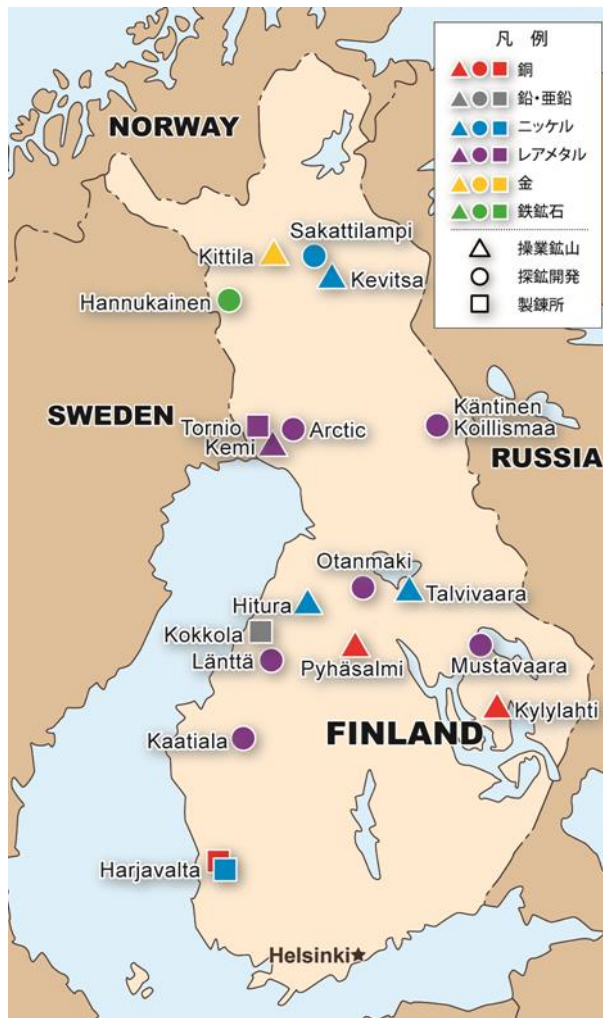 凡 例
銅
鉛・亜鉛
ニッケル
レアメタル
金
鉄鉱石
操業鉱山
探鉱開発
製錬所
NORWAY
Sakattilampi
Kittila
Kevitsa
Hannukainen
SWEDEN
Tornio
Kemi
Arctic
Käntinen
Koillismaa
RUSSIA
Otanmaki
Hitura
Talvivaara
Kokkola
Länttä
Pyhäsalmi
Mustavaara
Kylylahti
FINLAND
Kaatiala
Harjavalta
Helsinki